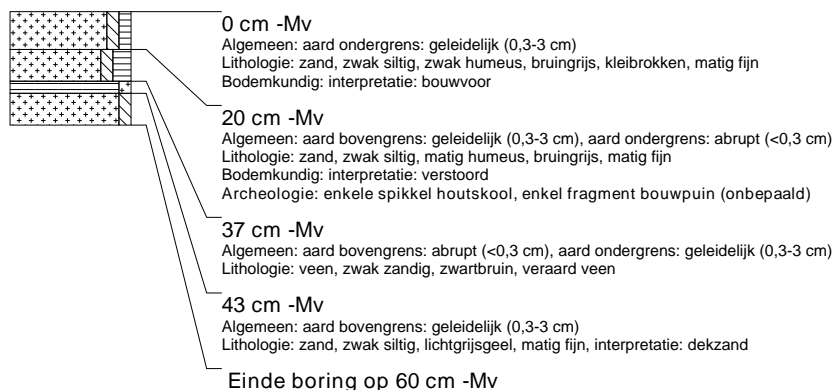 0 cm -Mv
Algemeen: aard ondergrens: geleidelijk (0,3-3 cm)
Lithologie: zand, zwak siltig, zwak humeus, bruingrijs, kleibrokken, matig fijn
Bodemkundig: interpretatie: bouwvoor
20 cm -Mv
Algemeen: aard bovengrens: geleidelijk (0,3-3 cm), aard ondergrens: abrupt (<0,3 cm)
Lithologie: zand, zwak siltig, matig humeus, bruingrijs, matig fijn
Bodemkundig: interpretatie: verstoord
Archeologie: enkele spikkel houtskool, enkel fragment bouwpuin (onbepaald)
37 cm -Mv
Algemeen: aard bovengrens: abrupt (<0,3 cm), aard ondergrens: geleidelijk (0,3-3 cm)
Lithologie: veen, zwak zandig, zwartbruin, veraard veen
43 cm -Mv
Algemeen: aard bovengrens: geleidelijk (0,3-3 cm)
Lithologie: zand, zwak siltig, lichtgrijsgeel, matig fijn, interpretatie: dekzand
Einde boring op 60 cm -Mv